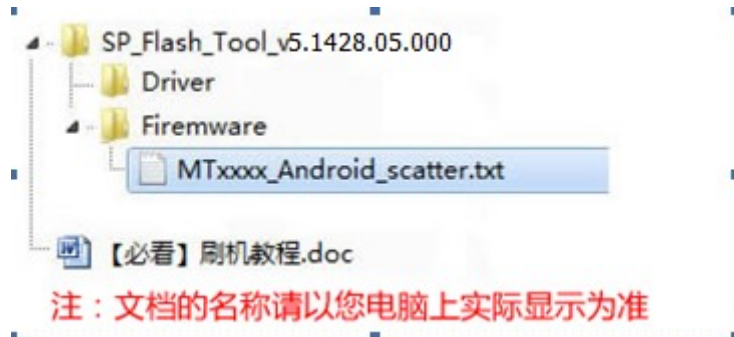 SP_Flash_Tool_v5.1428.05.000
Driver
Firemware
MTxxxx_Android_scatter.txt
【必看】刷机教程.doc
注：文档的名称请以您电脑上实际显示为准